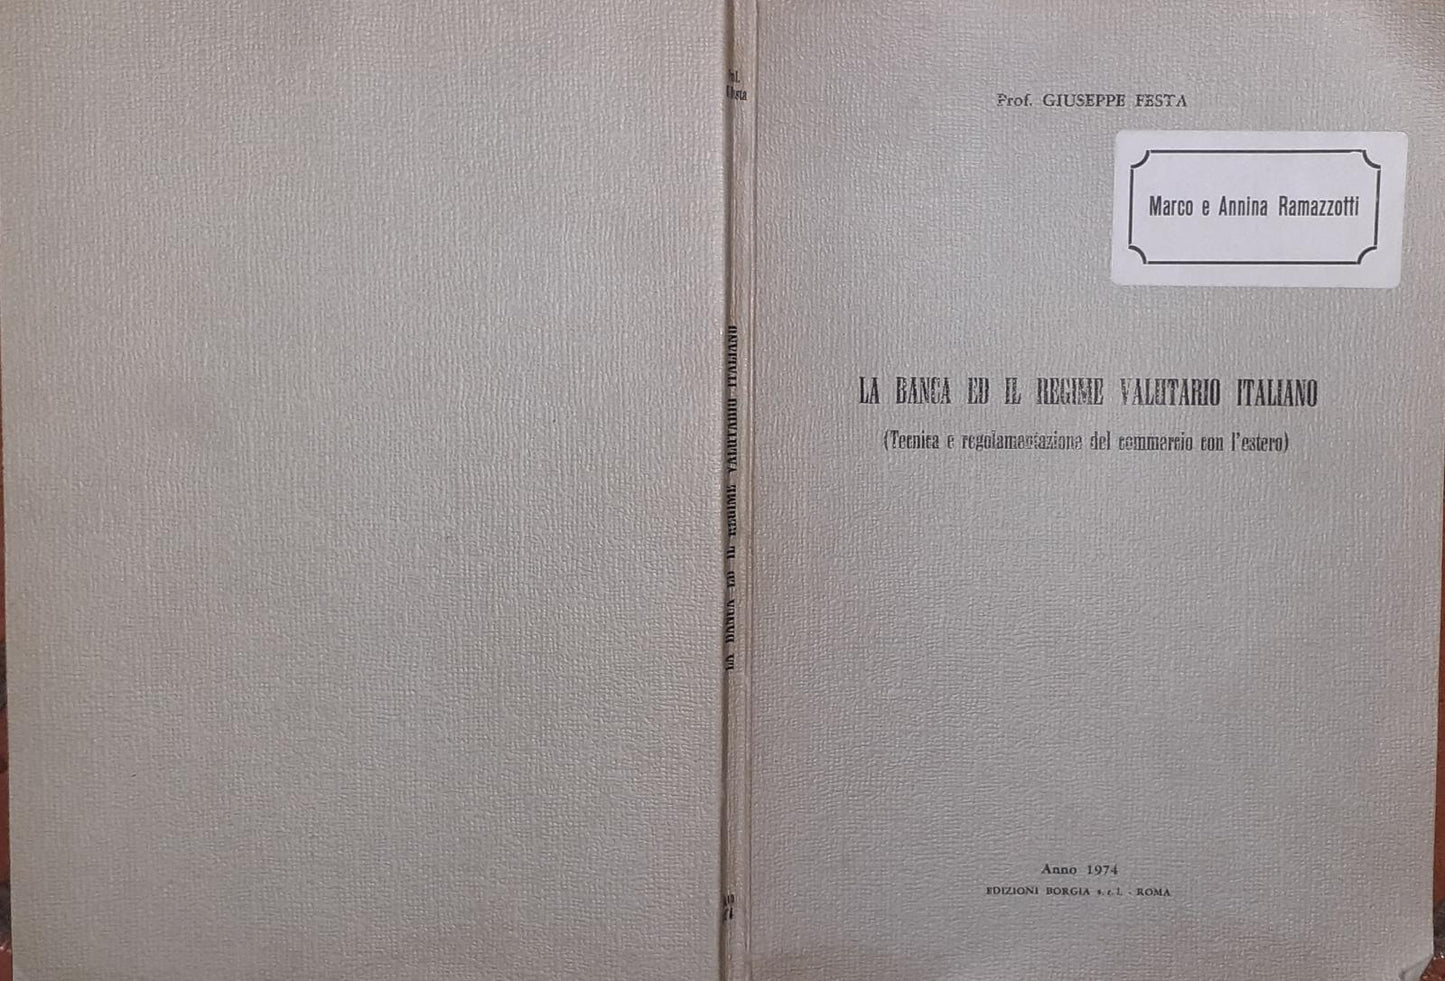 LA BANCA ED IL REGIME VALUTARIO ITALIANO
Prof. GIUSEPPE FESTA
Marco e Annina Ramazzotti
LA BANCA ED IL REGIME VALUTARIO ITALIANO
(Tecnica e regolamentazione del commercio con l'estero)
Anno 1974
EDIZIONI BORGIA s.r.l. - ROMA